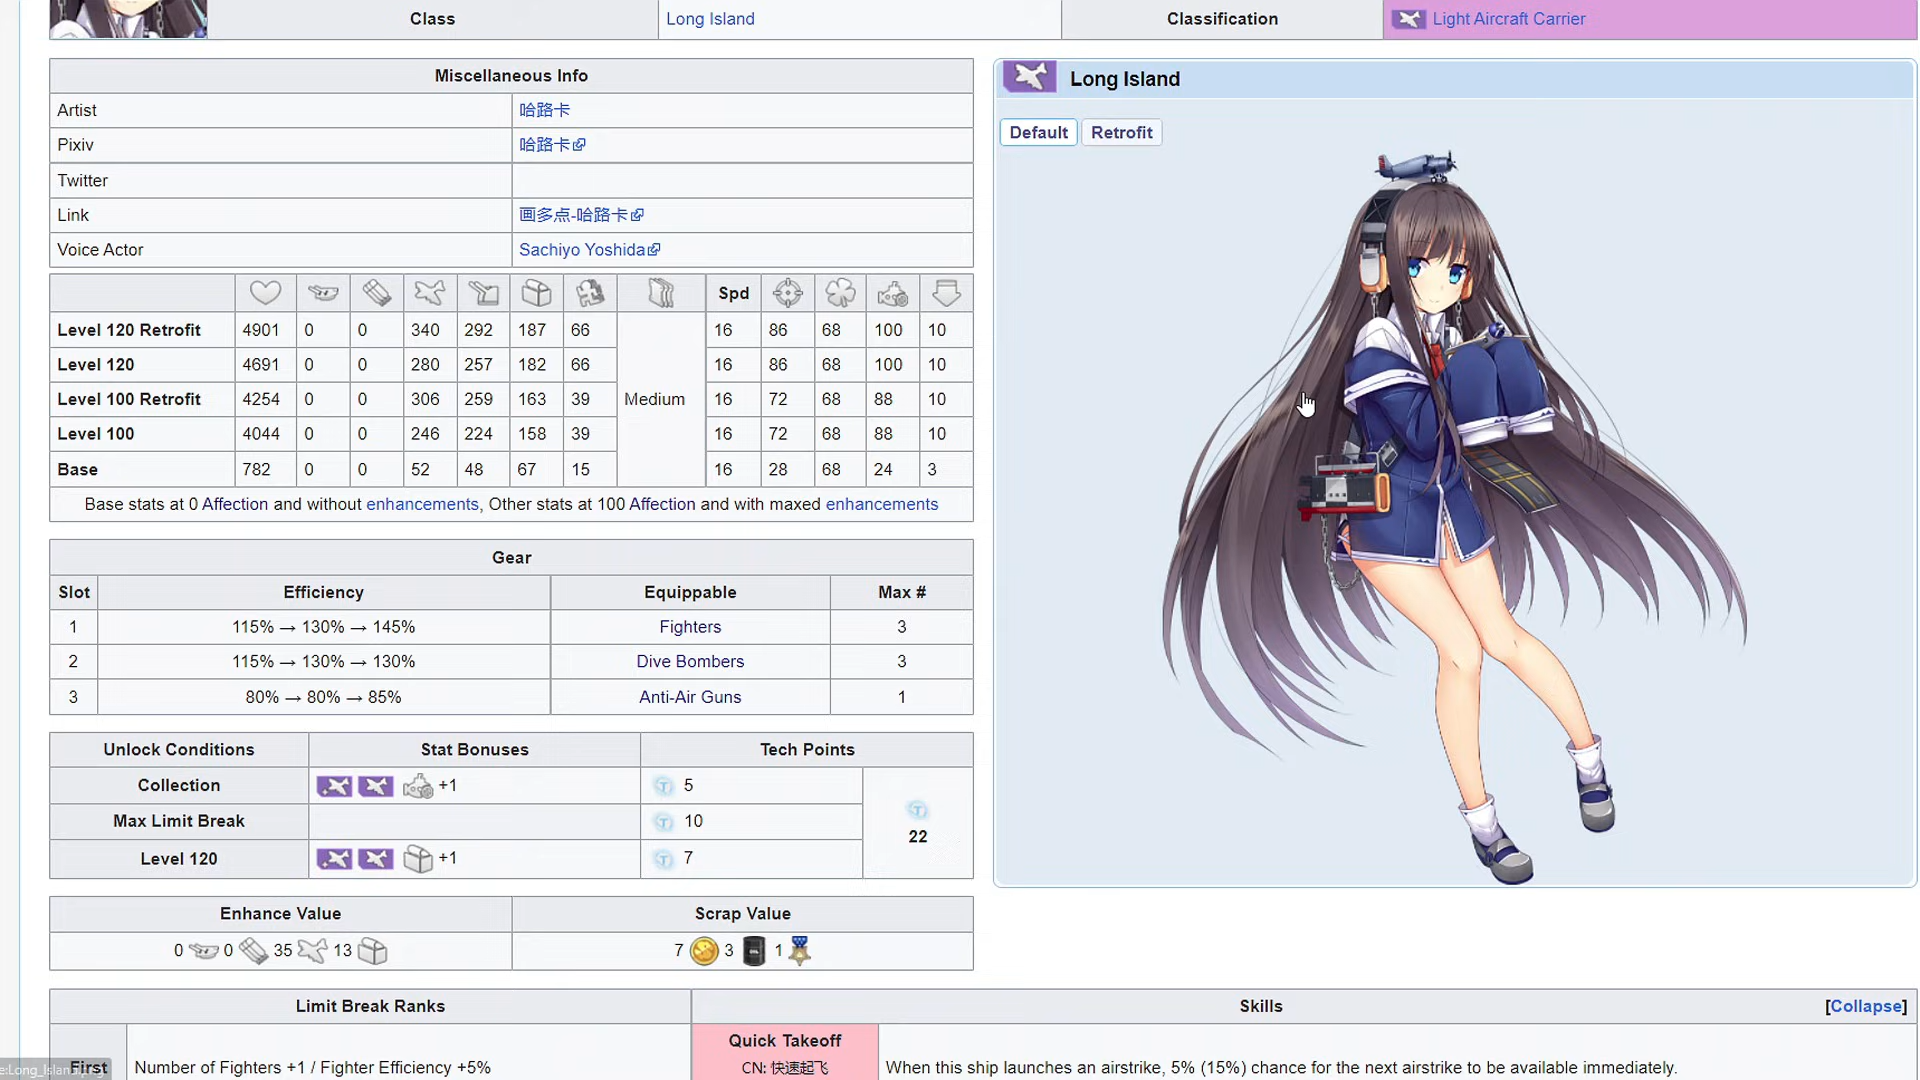 Class Long Island Classification Light Aircraft Carrier
Miscellaneous Info
Artist 哈路卡
Pixiv 哈路卡
Twitter
Link 画多点-哈路卡
Voice Actor Sachiyo Yoshida
Spd
Level 120 Retrofit 4901 0 0 340 292 187 66 16 86 68 100 10
Level 120 4691 0 0 280 257 182 66 16 86 68 100 10
Level 100 Retrofit 4254 0 0 306 259 163 39 Medium 16 72 68 88 10
Level 100 4044 0 0 246 224 158 39 16 72 68 88 10
Base 782 0 0 52 48 67 15 16 28 68 24 3
Base stats at 0 Affection and without enhancements, Other stats at 100 Affection and with maxed enhancements
Gear
Slot Efficiency Equippable Max #
1 115% → 130% → 145% Fighters 3
2 115% → 130% → 130% Dive Bombers 3
3 80% → 80% → 85% Anti-Air Guns 1
Unlock Conditions Stat Bonuses Tech Points
Collection +1 T 5
Max Limit Break T 10
T 22
Level 120 +1 T 7
Enhance Value Scrap Value
0 0 35 13 7 3 1
Long Island
Default Retrofit
Limit Break Ranks Skills [Collapse]
First Number of Fighters +1 / Fighter Efficiency +5%
Quick Takeoff
CN: 快速起飞
When this ship launches an airstrike, 5% (15%) chance for the next airstrike to be available immediately.